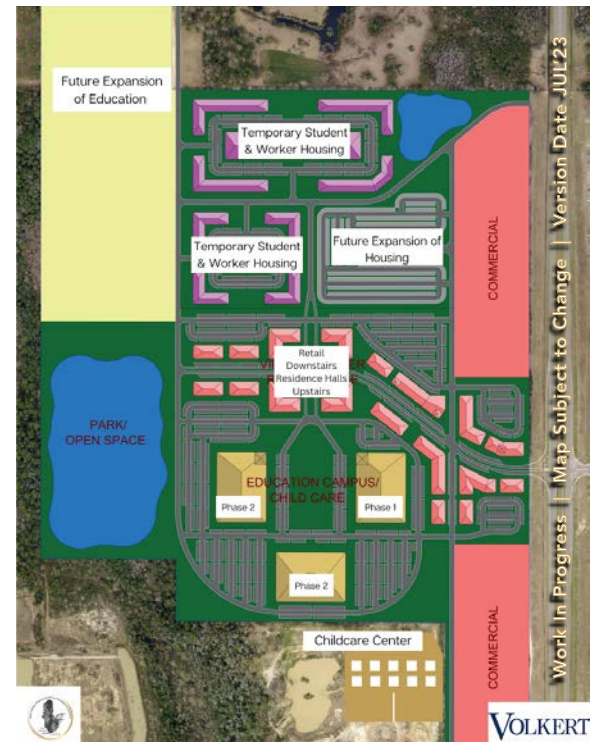 Future Expansion
of Education
Temporary Student
& Worker Housing
Temporary Student
& Worker Housing
Future Expansion of
Housing
COMMERCIAL
Retail
Downstairs
Residence Halls
Upstairs
PARK/
OPEN SPACE
EDUCATION CAMPUS/
CHILD CARE
Phase 2
Phase 1
Phase 2
Childcare Center
COMMERCIAL
Work In Progress || Map Subject to Change | Version Date JUL'23
VOLKERT